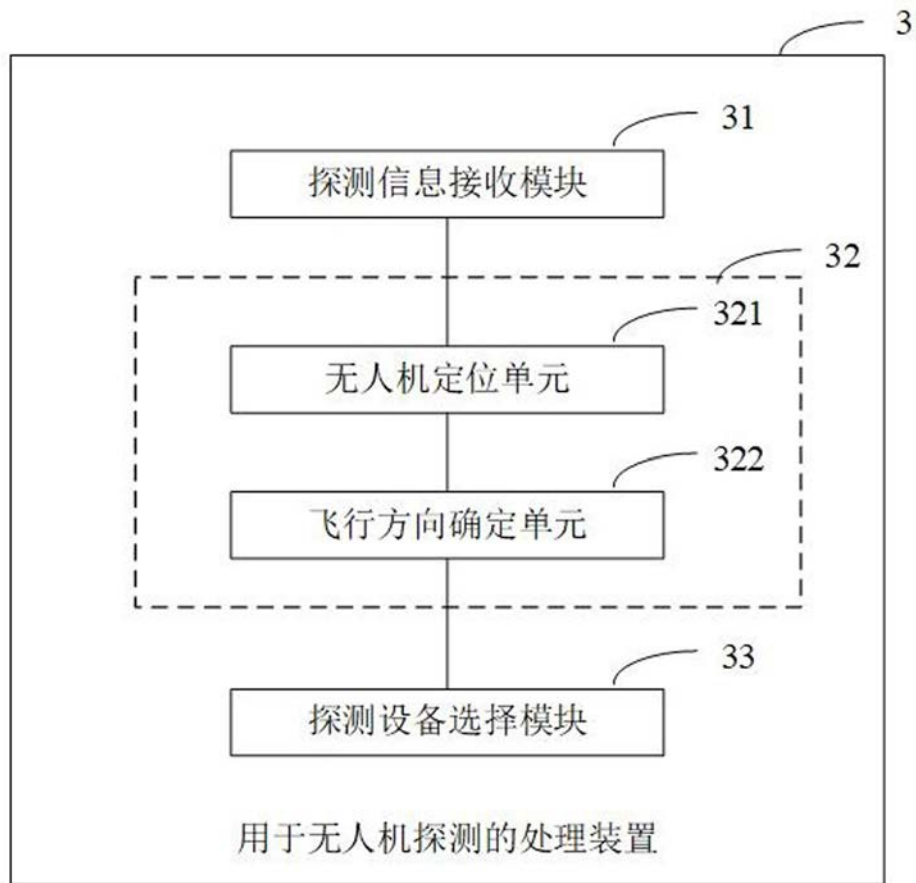 3
31
探测信息接收模块
32
321
无人机定位单元
322
飞行方向确定单元
33
探测设备选择模块
用于无人机探测的处理装置